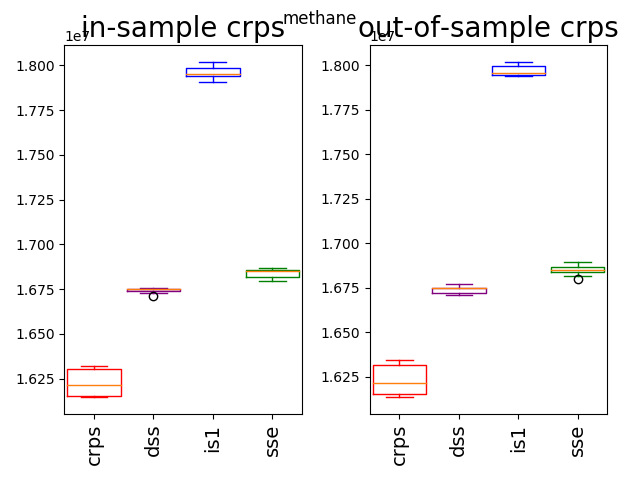 methane
in-sample crps
out-of-sample crps
1e7
1.800
1.775
1.750
1.725
1.700
1.675
1.650
1.625
crps
dss
is1
sse
1e7
1.800
1.775
1.750
1.725
1.700
1.675
1.650
1.625
crps
dss
is1
sse